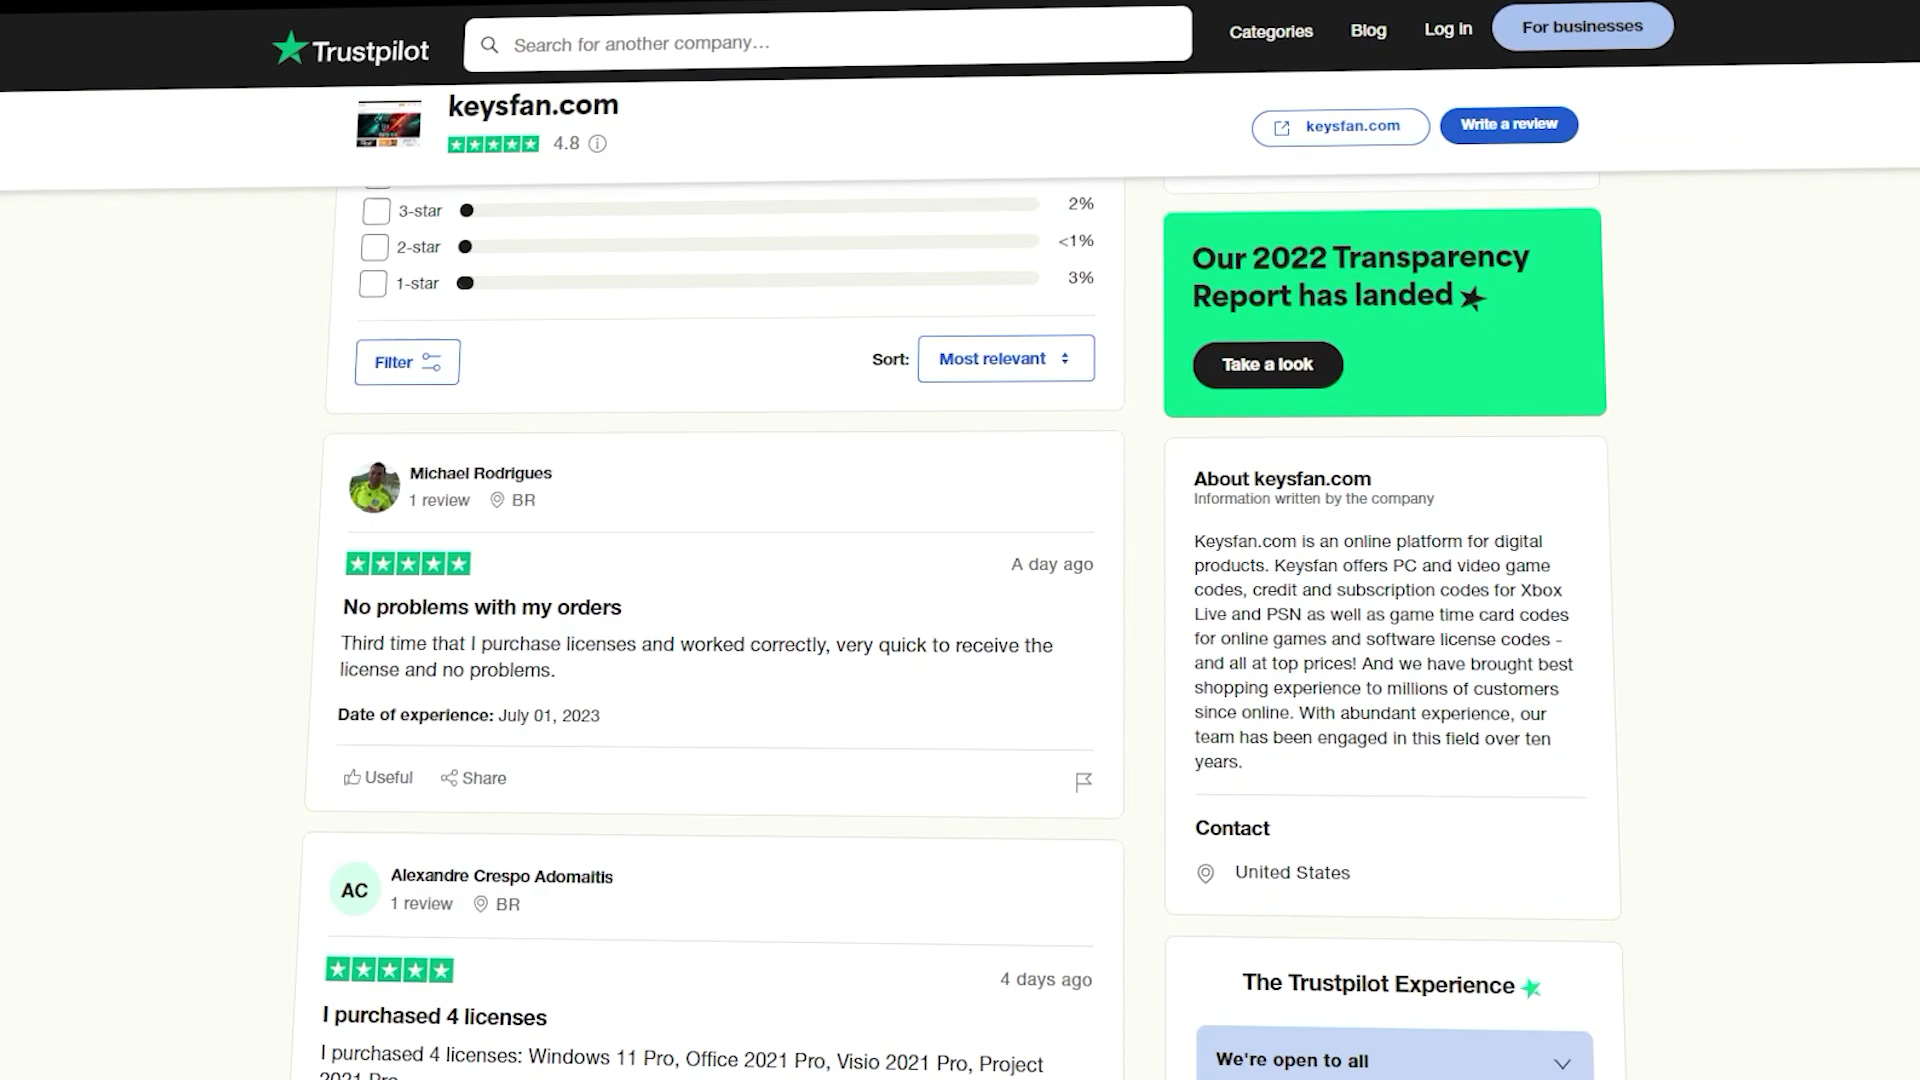 Trustpilot
Search for another company...
Categories
Blog
Log in
For businesses
keysfan.com
4.8
keysfan.com
Write a review
3-star
2%
2-star
<1%
1-star
3%
Filter
Sort:
Most relevant
Michael Rodrigues
1 review
BR
A day ago
No problems with my orders
Third time that I purchase licenses and worked correctly, very quick to receive the
license and no problems.
Date of experience: July 01, 2023
Useful
Share
AC
Alexandre Crespo Adomaitis
1 review
BR
4 days ago
I purchased 4 licenses
I purchased 4 licenses: Windows 11 Pro, Office 2021 Pro, Visio 2021 Pro, Project
2021 Pro
Our 2022 Transparency
Report has landed
Take a look
About keysfan.com
Information written by the company
Keysfan.com is an online platform for digital
products. Keysfan offers PC and video game
codes, credit and subscription codes for Xbox
Live and PSN as well as game time card codes
for online games and software license codes -
and all at top prices! And we have brought best
shopping experience to millions of customers
since online. With abundant experience, our
team has been engaged in this field over ten
years.
Contact
United States
The Trustpilot Experience
We're open to all